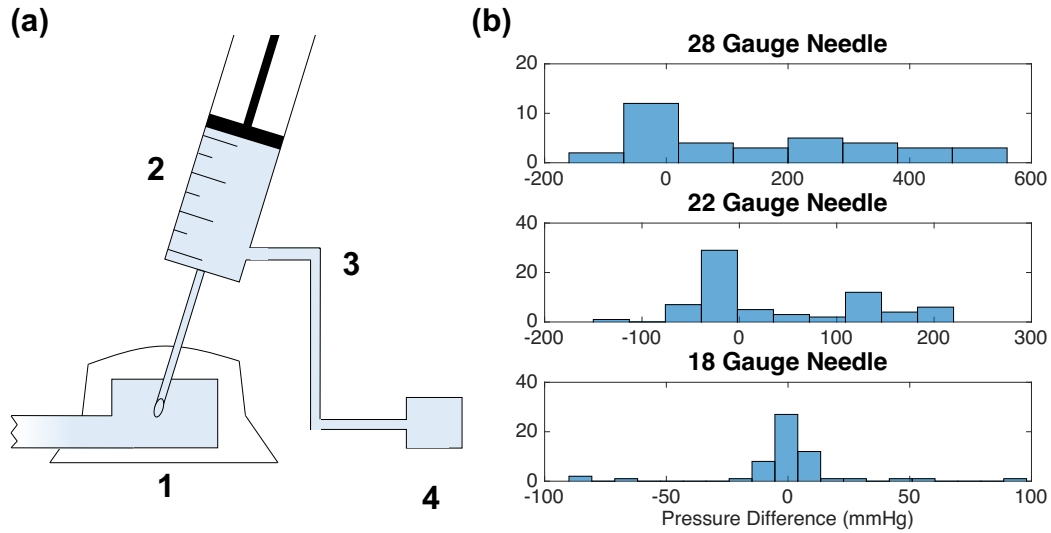 (a)
2
3
1
4
(b)
28 Gauge Needle
20
10
0
-200 0 200 400 600
22 Gauge Needle
40
20
0
-200 -100 0 100 200 300
18 Gauge Needle
40
20
0
-100 -50 0 50 100
Pressure Difference (mmHg)